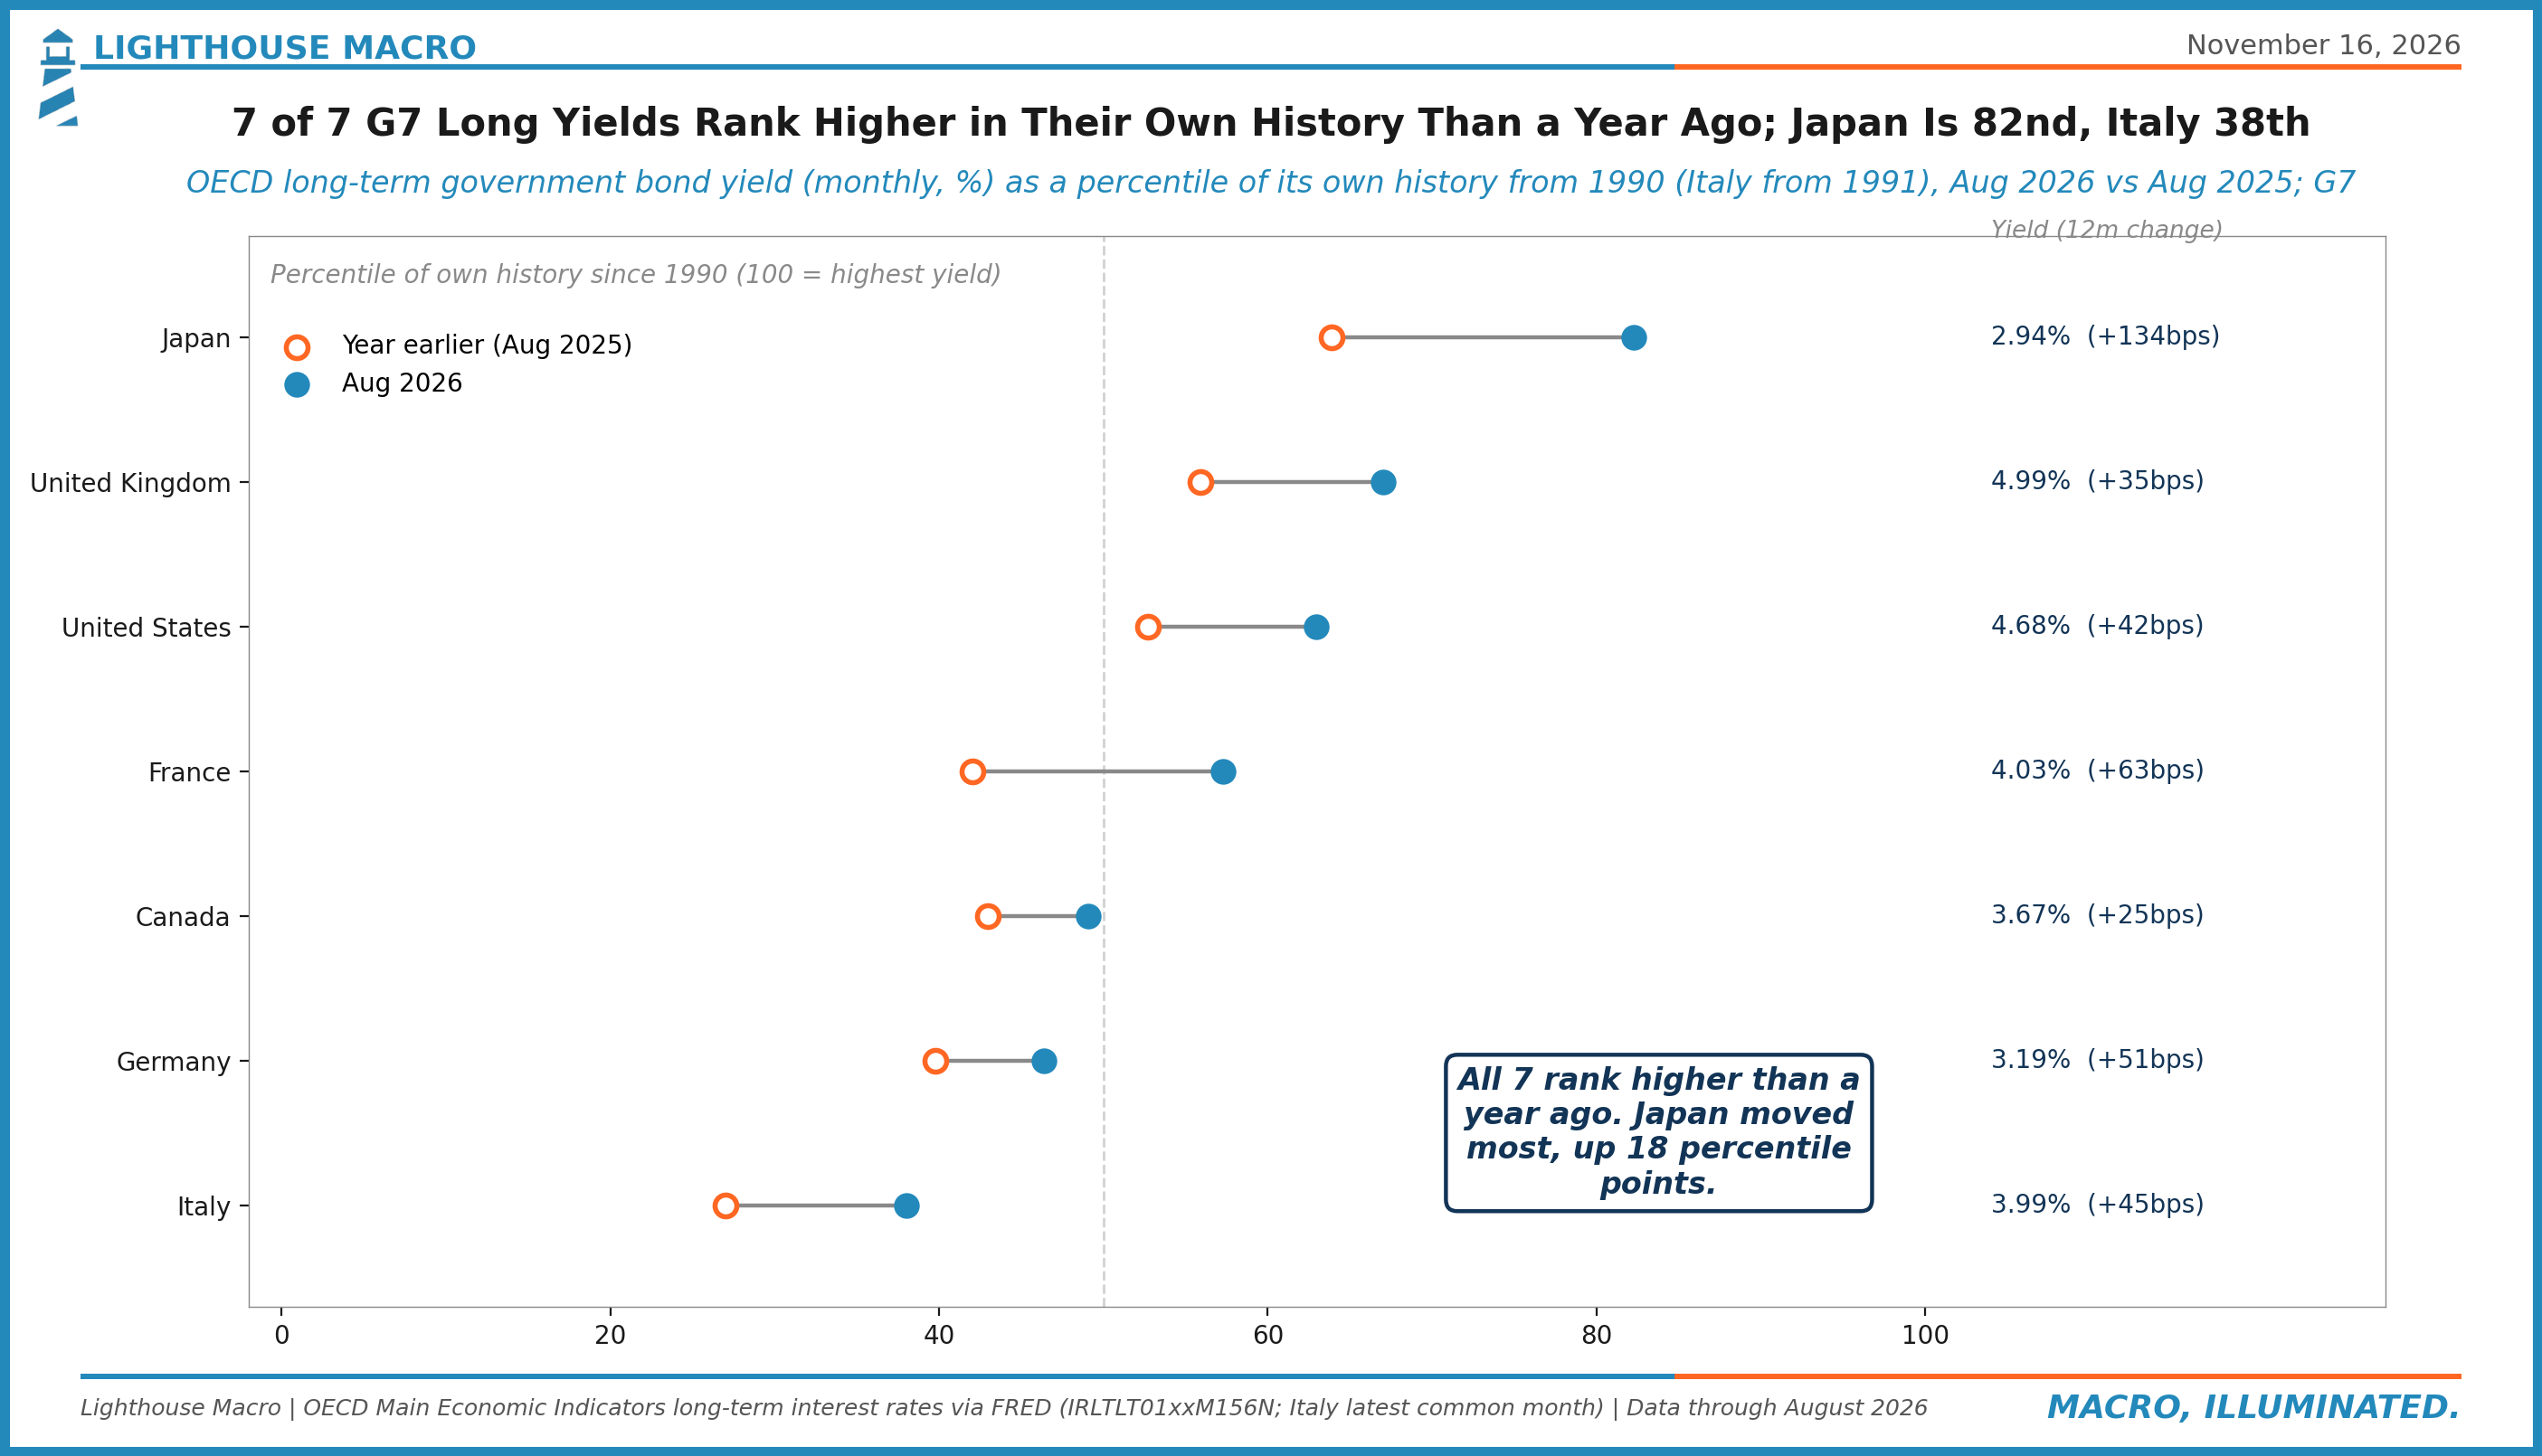 LIGHTHOUSE MACRO
November 16, 2026
7 of 7 G7 Long Yields Rank Higher in Their Own History Than a Year Ago; Japan Is 82nd, Italy 38th
OECD long-term government bond yield (monthly, %) as a percentile of its own history from 1990 (Italy from 1991), Aug 2026 vs Aug 2025; G7
Yield (12m change)
Percentile of own history since 1990 (100 = highest yield)
Year earlier (Aug 2025)
Aug 2026
Japan
2.94% (+134bps)
United Kingdom
4.99% (+35bps)
United States
4.68% (+42bps)
France
4.03% (+63bps)
Canada
3.67% (+25bps)
Germany
3.19% (+51bps)
All 7 rank higher than a
year ago. Japan moved
most, up 18 percentile
points.
Italy
3.99% (+45bps)
0 20 40 60 80 100
Lighthouse Macro | OECD Main Economic Indicators long-term interest rates via FRED (IRLTLT01xxM156N; Italy latest common month) | Data through August 2026
MACRO, ILLUMINATED.